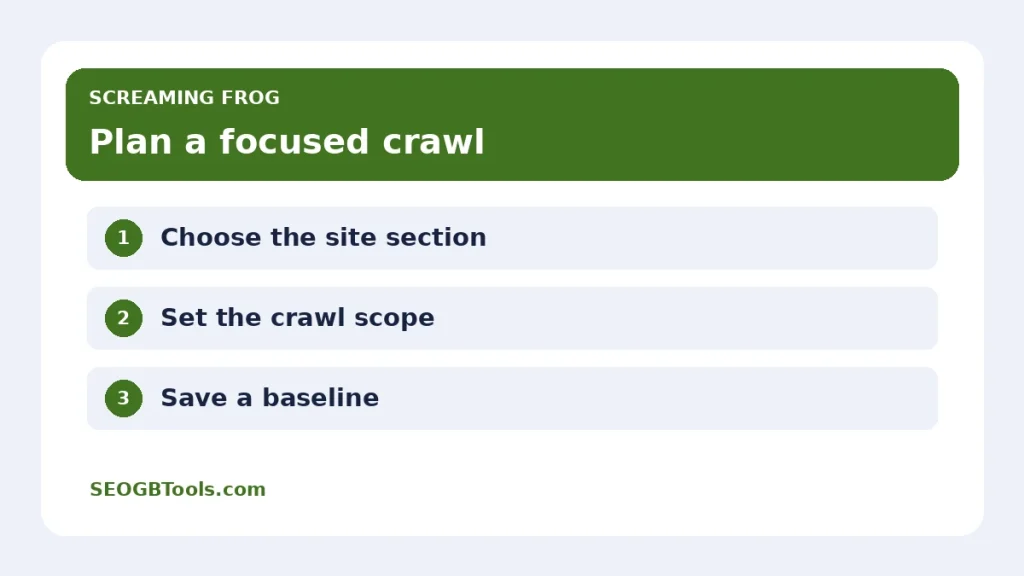 SCREAMING FROG
Plan a focused crawl
1 Choose the site section
2 Set the crawl scope
3 Save a baseline
SEOGBTools.com